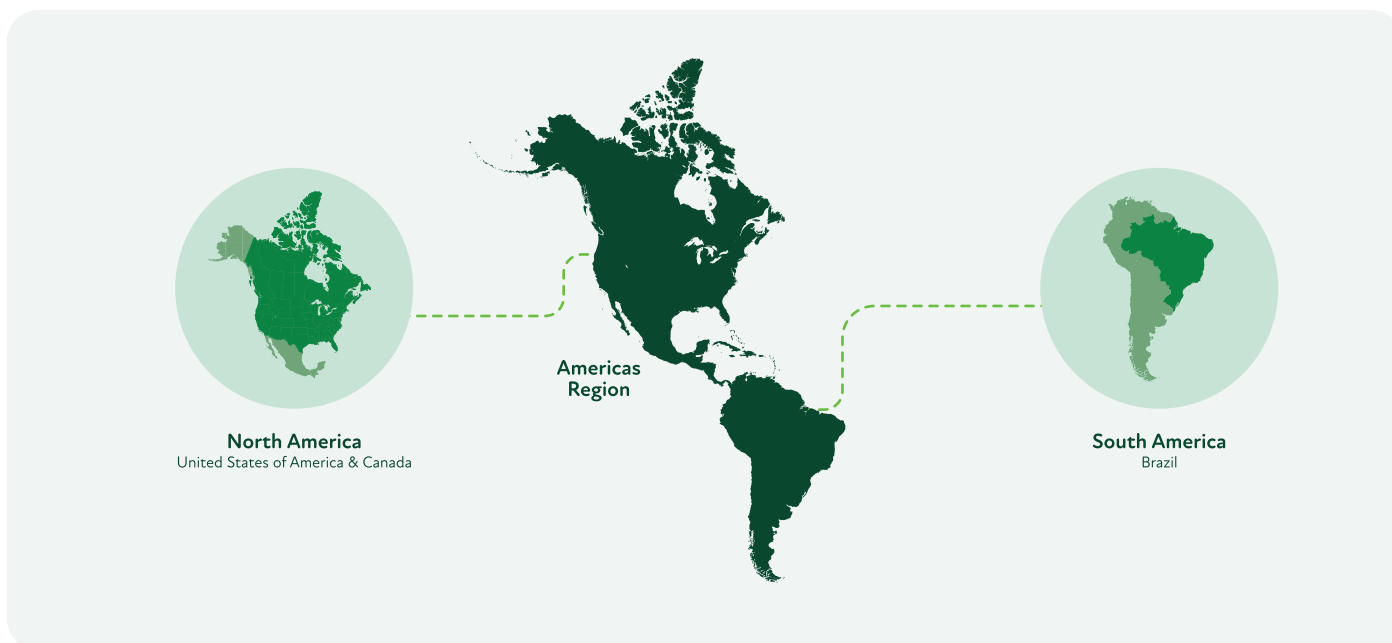 Americas
Region
North America
United States of America & Canada
South America
Brazil